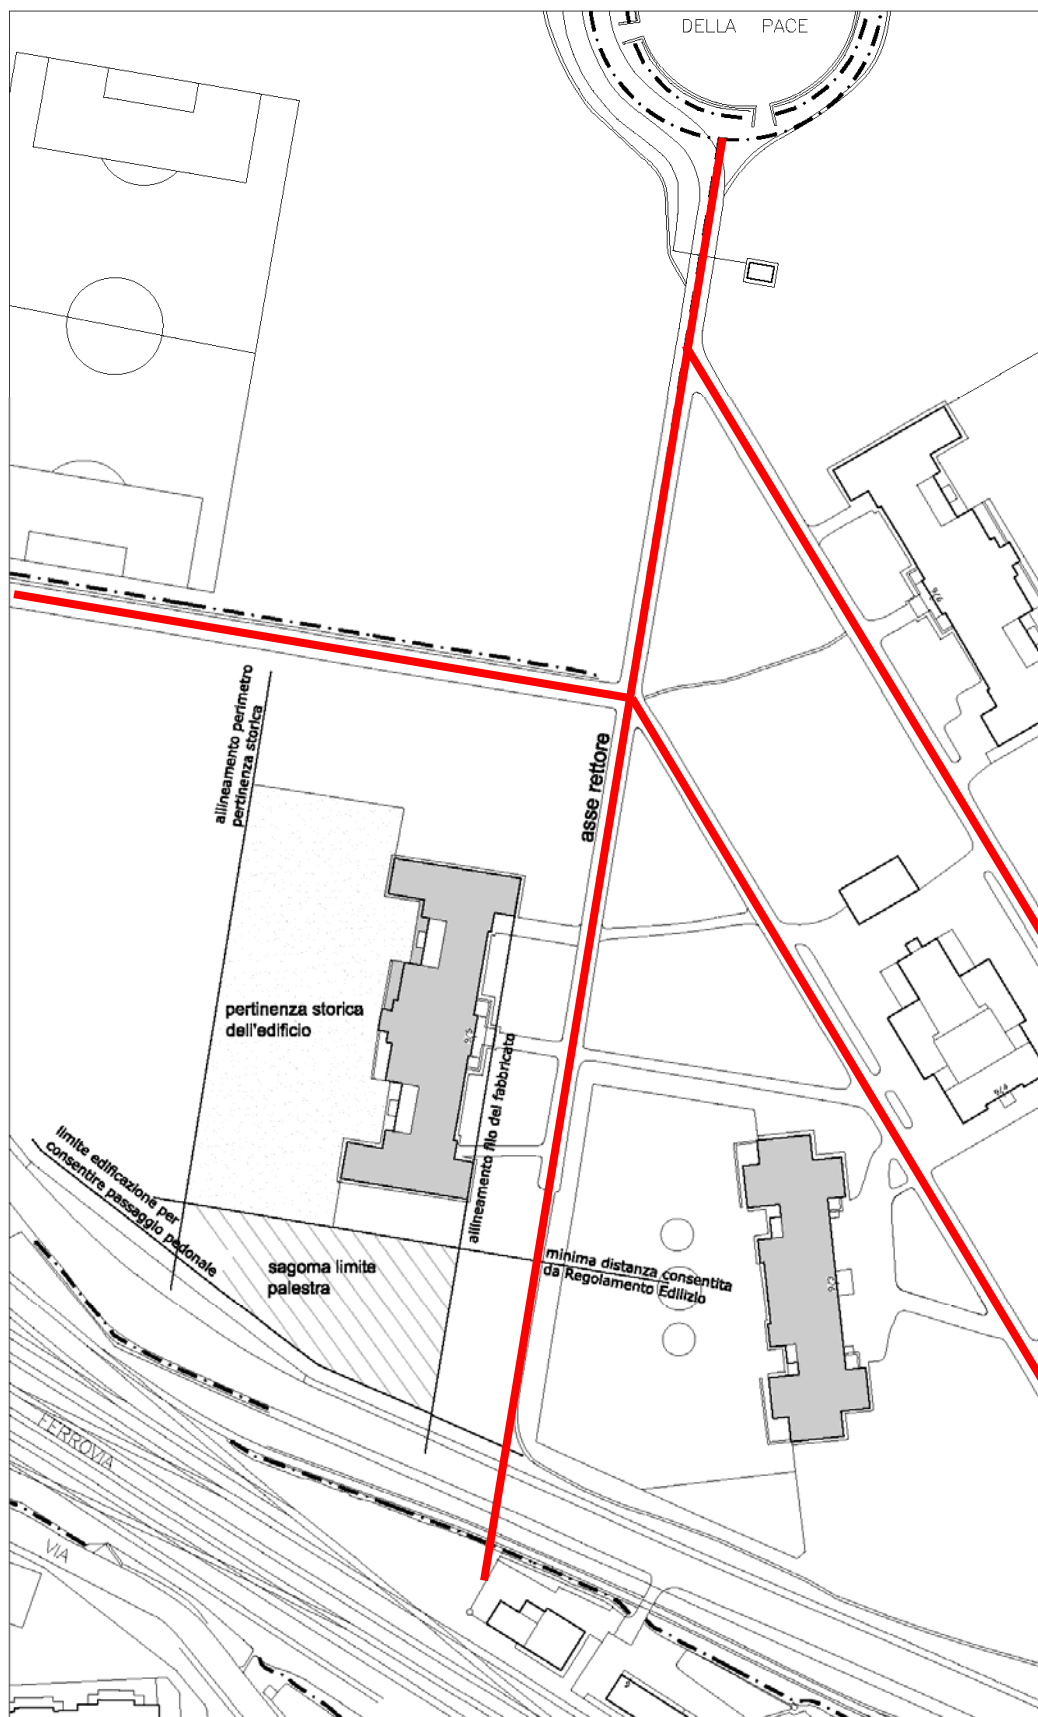 DELLA PACE
allineamento perimetro
pertinenza storica
asse rettore
pertinenza storica
dell'edificio
allineamento filo del fabbricato
limite edificazione per
consentire passaggio pedonale
sagoma limite
palestra
minima distanza consentita
da Regolamento Edilizio
FERROVIA
VIA